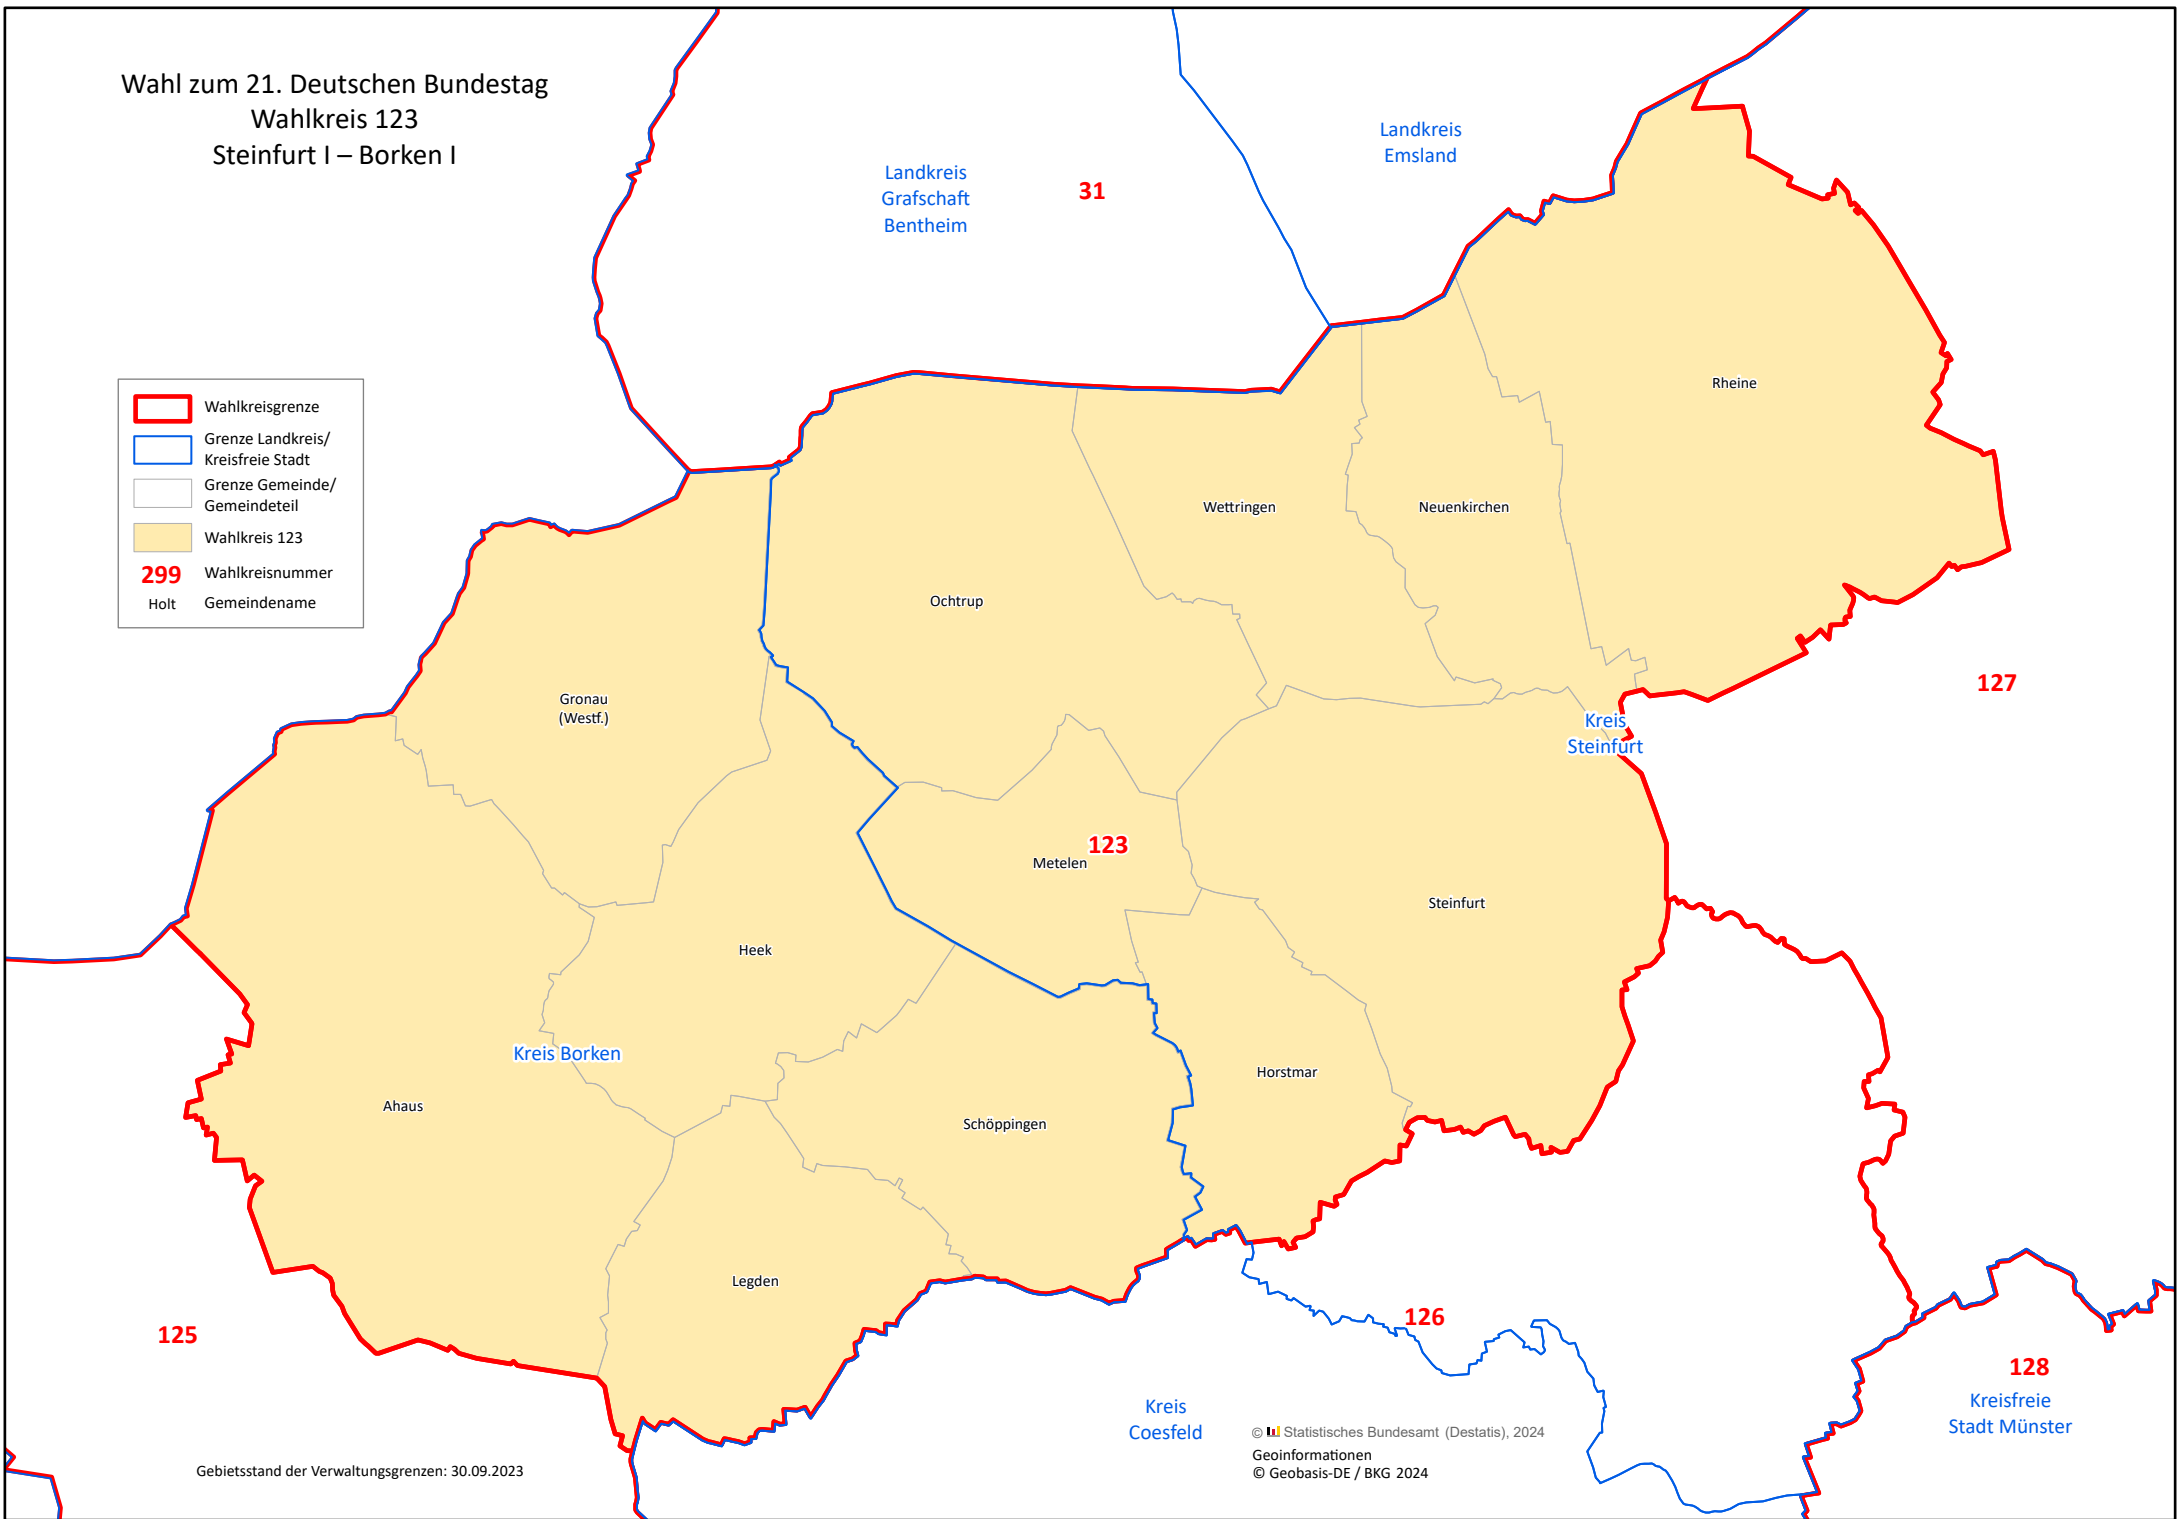 Wahl zum 21. Deutschen Bundestag
Wahlkreis 123
Steinfurt I – Borken I
Landkreis
Grafschaft
Bentheim
31
Landkreis
Emsland
Wahlkreisgrenze
Grenze Landkreis/
Kreisfreie Stadt
Grenze Gemeinde/
Gemeindeteil
Wahlkreis 123
299 Wahlkreisnummer
Holt Gemeindename
Rheine
Wettringen
Neuenkirchen
Ochtrup
Gronau
(Westf.)
127
Kreis
Steinfurt
123
Metelen
Steinfurt
Heek
Kreis Borken
Horstmar
Ahaus
Schöppingen
Legden
125
126
128
Kreisfreie
Stadt Münster
Kreis
Coesfeld
© Statistisches Bundesamt (Destatis), 2024
Geoinformationen
© Geobasis-DE / BKG 2024
Gebietsstand der Verwaltungsgrenzen: 30.09.2023